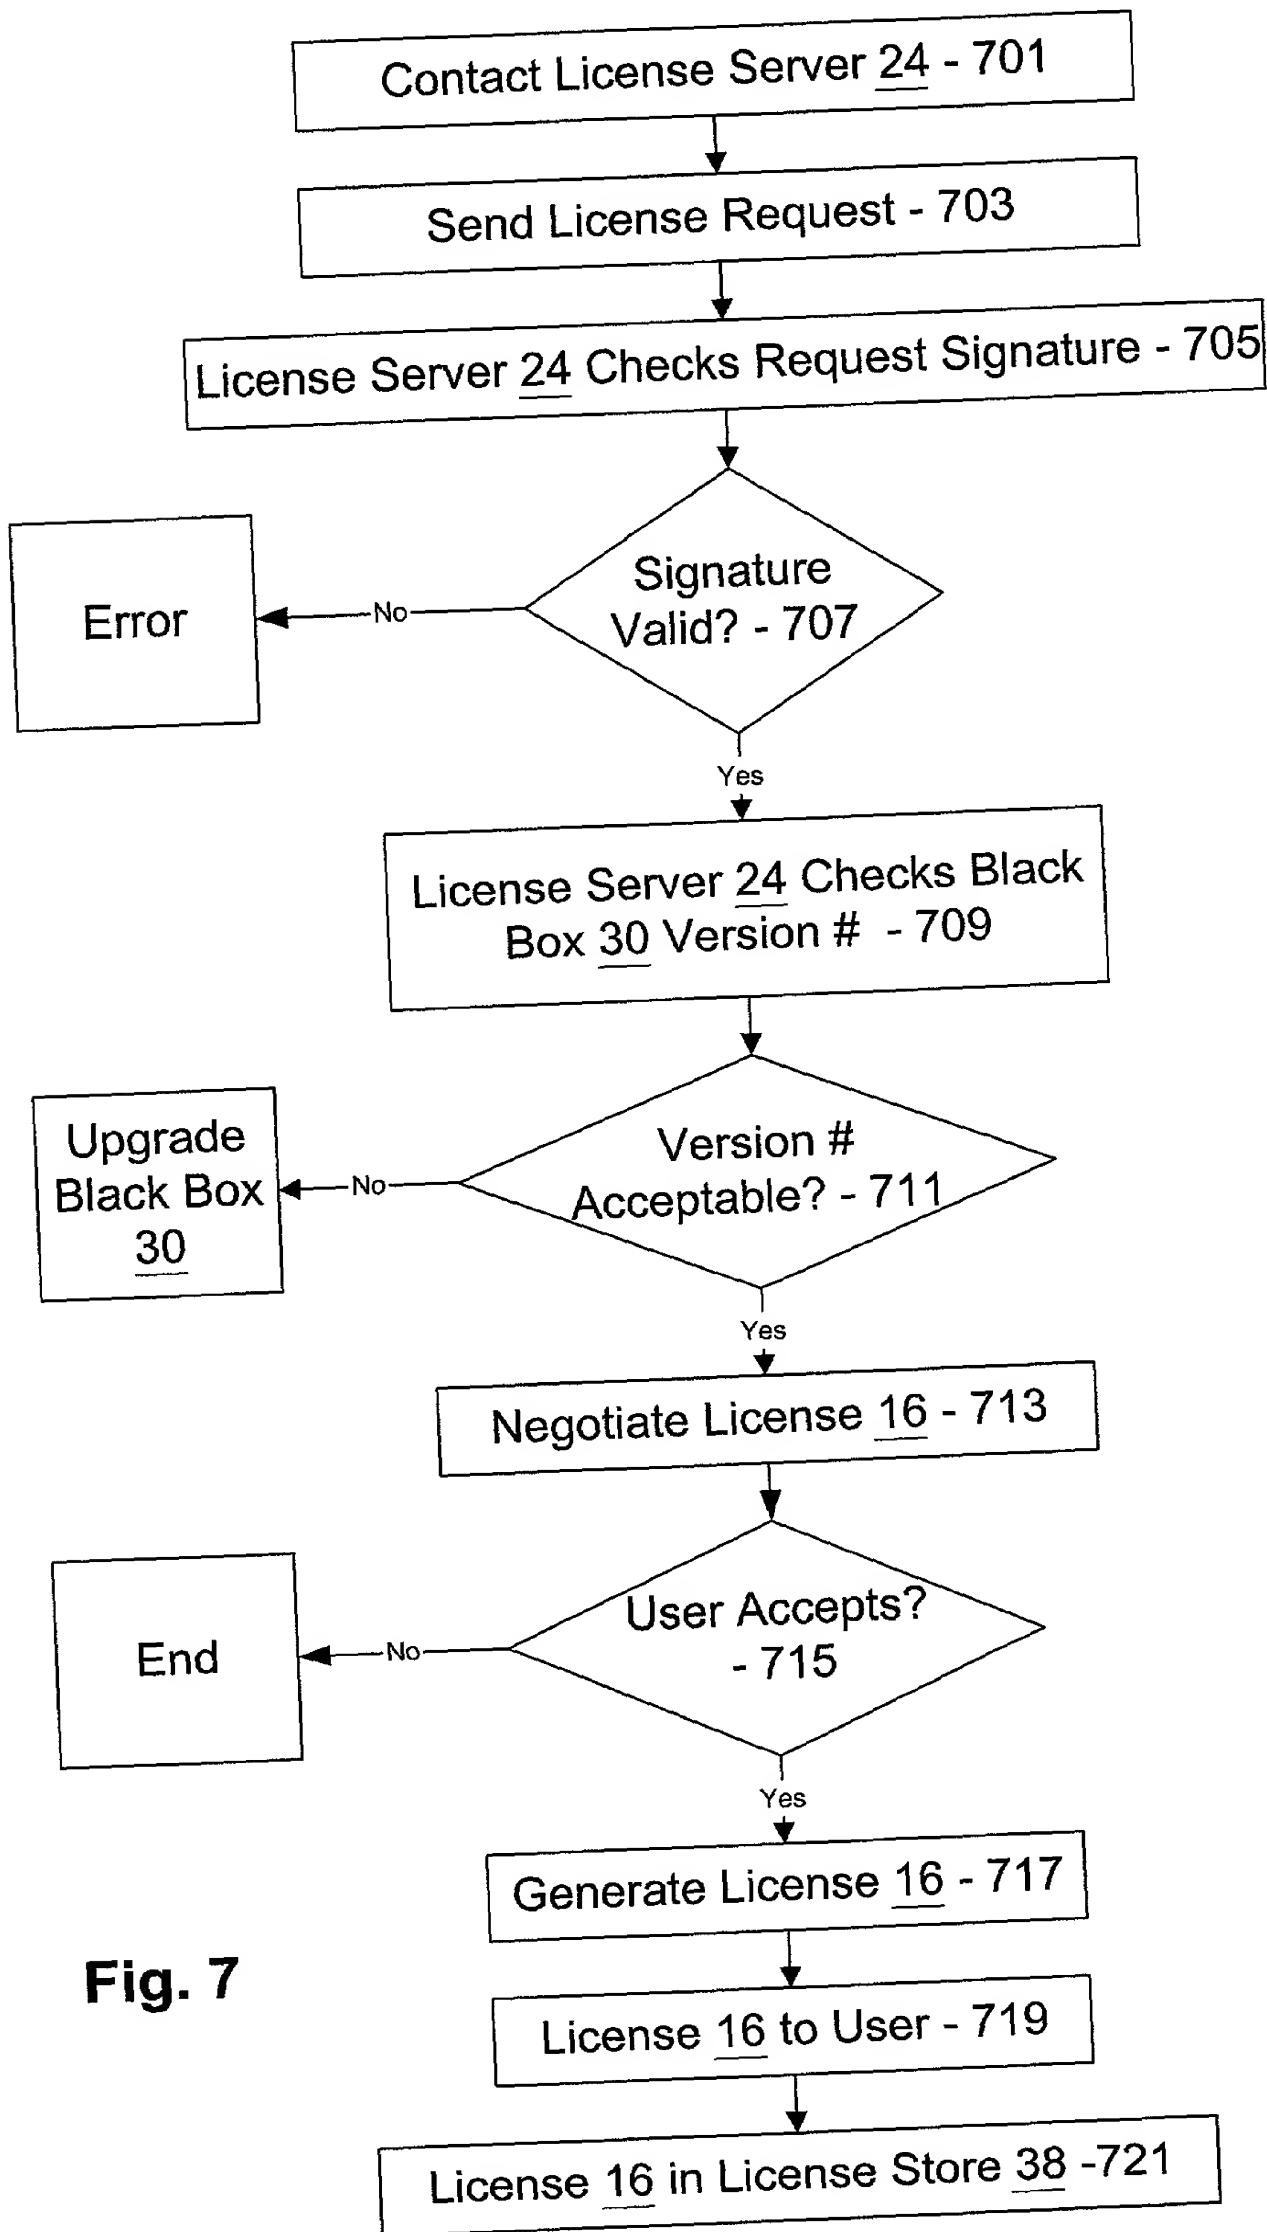 Contact License Server 24 - 701
Send License Request - 703
License Server 24 Checks Request Signature - 705
Signature
Valid? - 707
No
Error
Yes
License Server 24 Checks Black
Box 30 Version # - 709
Version #
Acceptable? - 711
No
Upgrade
Black Box
30
Yes
Negotiate License 16 - 713
User Accepts?
- 715
No
End
Yes
Generate License 16 - 717
Fig. 7
License 16 to User - 719
License 16 in License Store 38 -721